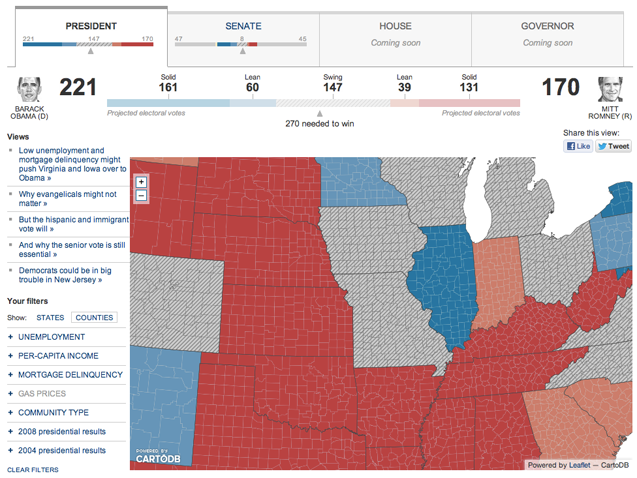 PRESIDENT
221
147
170
SENATE
47
8
45
HOUSE
Coming soon
GOVERNOR
Coming soon
BARACK
OBAMA (D)
221
Solid
161
Lean
60
Swing
147
Lean
39
Solid
131
Projected electoral votes
Projected electoral votes
270 needed to win
170
MITT
ROMNEY (R)
Share this view:
Like
Tweet
Views
Low unemployment and
mortgage delinquency might
push Virginia and Iowa over to
Obama »
Why evangelicals might not
matter »
But the hispanic and immigrant
vote will »
And why the senior vote is still
essential »
Democrats could be in big
trouble in New Jersey »
Your filters
Show: STATES COUNTIES
+ UNEMPLOYMENT
+ PER-CAPITA INCOME
+ MORTGAGE DELINQUENCY
+ GAS PRICES
+ COMMUNITY TYPE
+ 2008 presidential results
+ 2004 presidential results
CLEAR FILTERS
+
−
POWERED BY
CARTODB
Powered by Leaflet — CartoDB